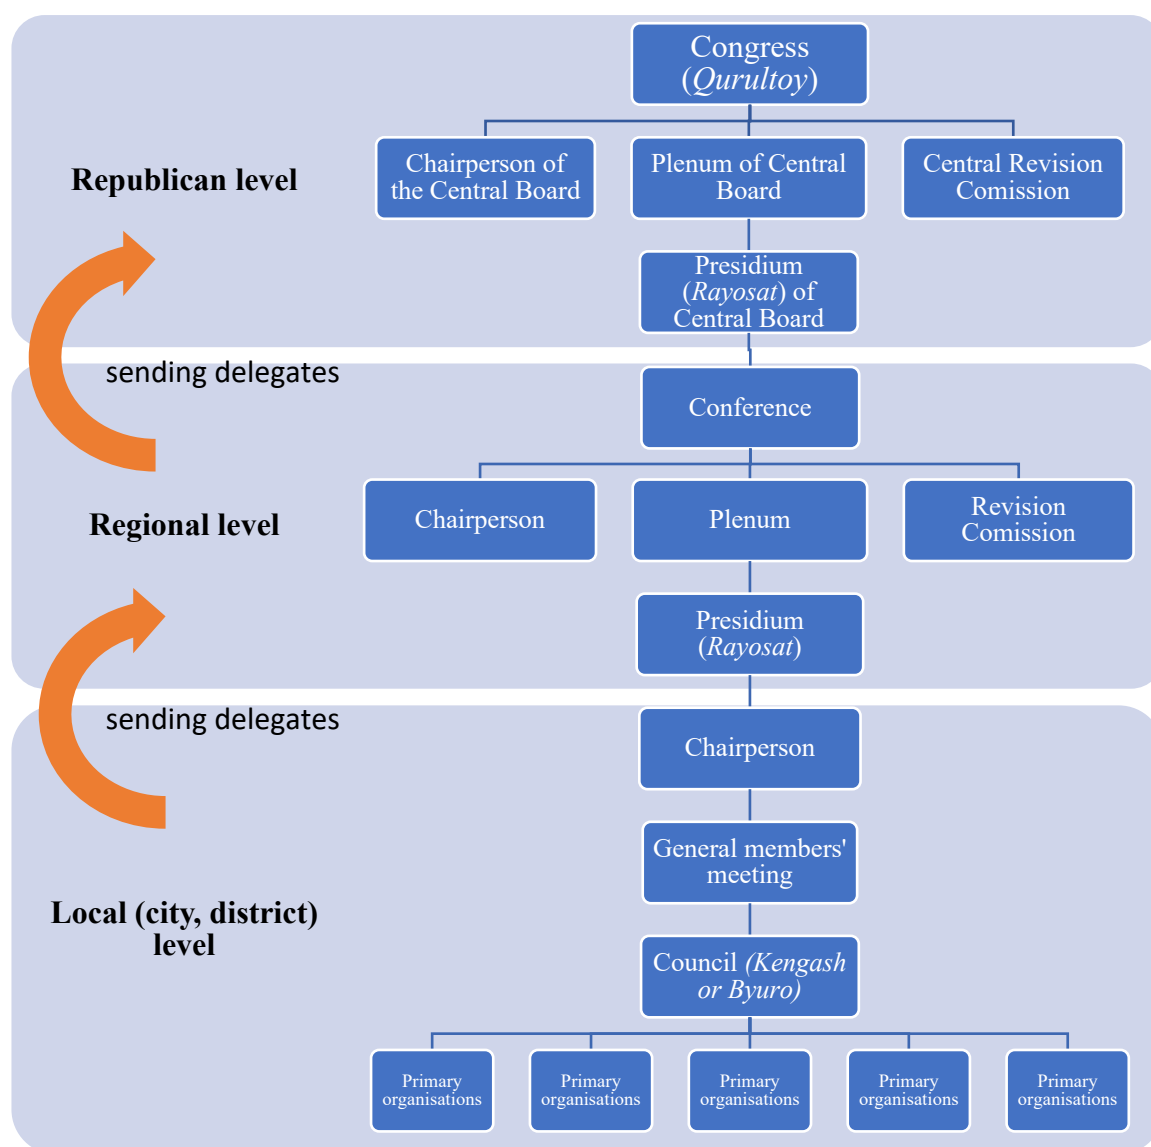 Congress
(Qurultoy)
Chairperson of
the Central Board
Plenum of Central
Board
Central Revision
Comission
Republican level
Presidium
(Rayosat) of
Central Board
sending delegates
Conference
Chairperson
Plenum
Revision
Comission
Regional level
Presidium
(Rayosat)
sending delegates
Chairperson
General members'
meeting
Local (city, district)
level
Council (Kengash
or Byuro)
Primary
organisations
Primary
organisations
Primary
organisations
Primary
organisations
Primary
organisations